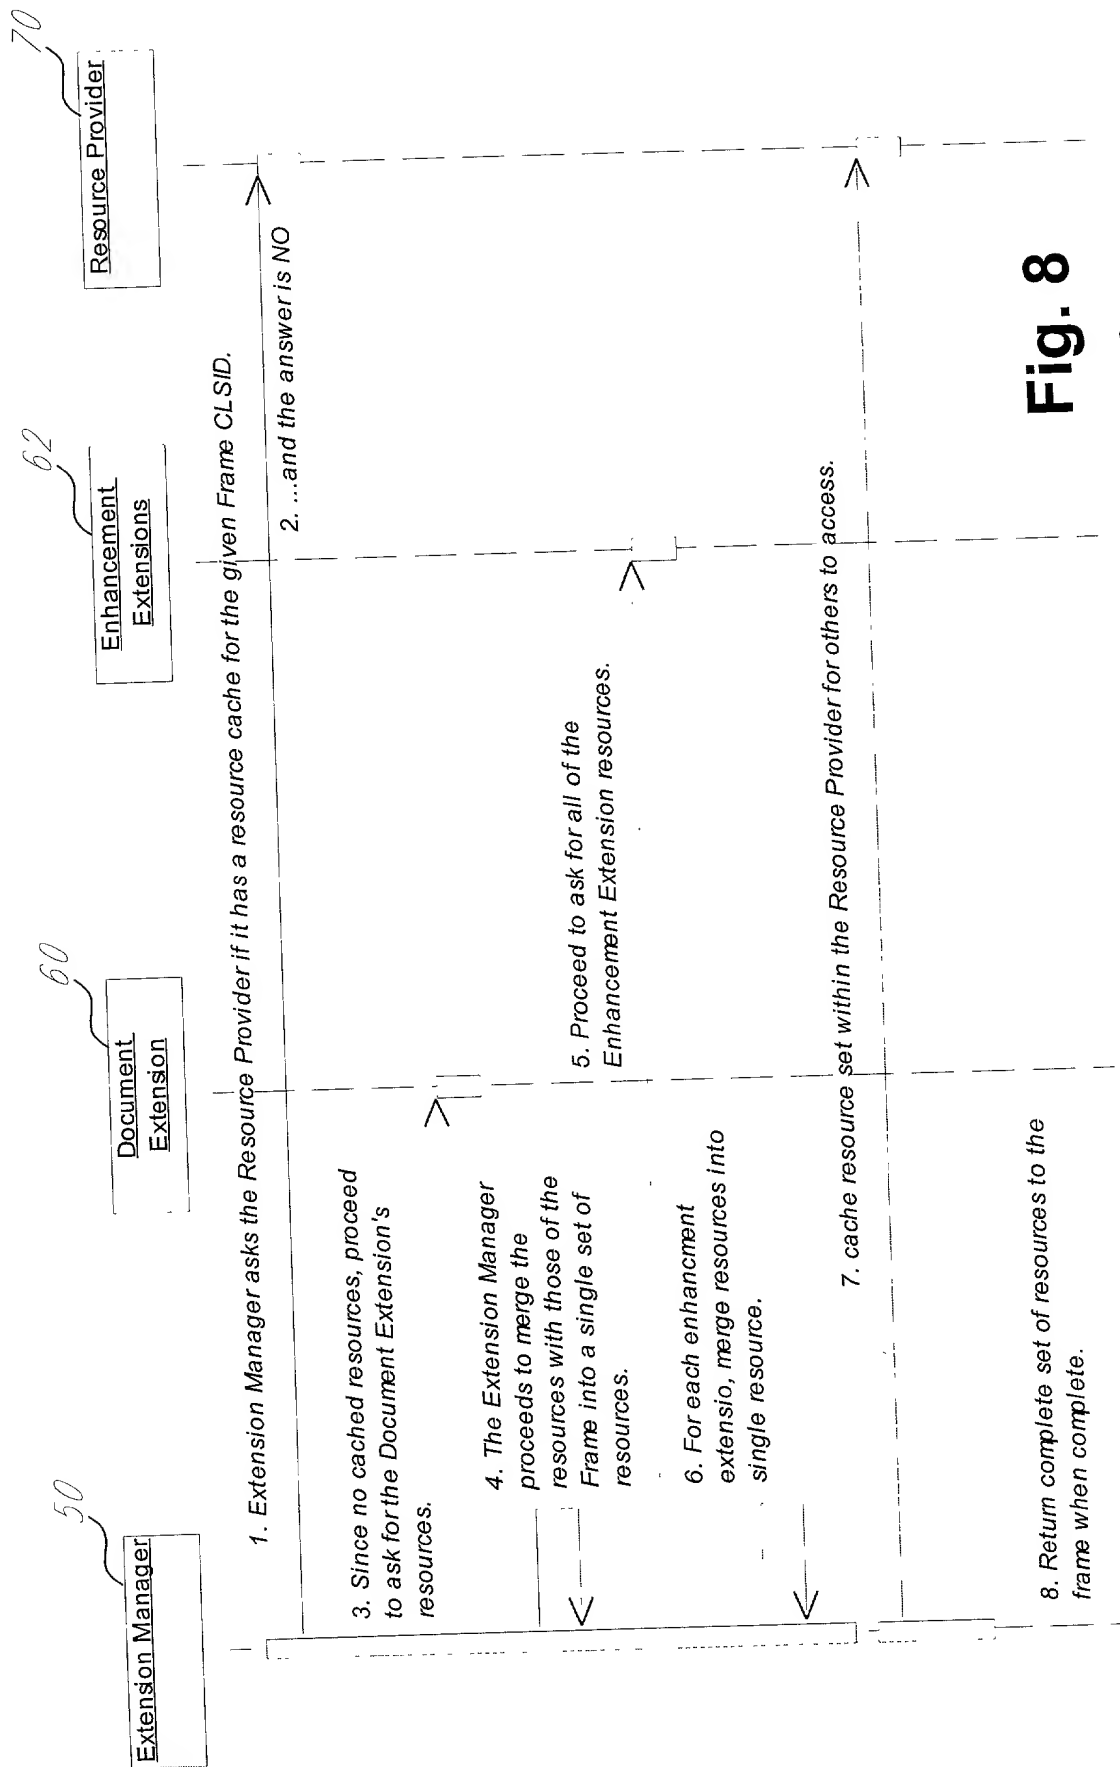 50
Extension Manager
60
Document
Extension
62
Enhancement
Extensions
70
Resource Provider
1. Extension Manager asks the Resource Provider if it has a resource cache for the given Frame CLSID.
2. ...and the answer is NO
3. Since no cached resources, proceed
to ask for the Document Extension's
resources.
4. The Extension Manager
proceeds to merge the
resources with those of the
Frame into a single set of
resources.
5. Proceed to ask for all of the
Enhancement Extension resources.
6. For each enhancment
extensio, merge resources into
single resource.
7. cache resource set within the Resource Provider for others to access.
8. Return complete set of resources to the
frame when complete.
Fig. 8